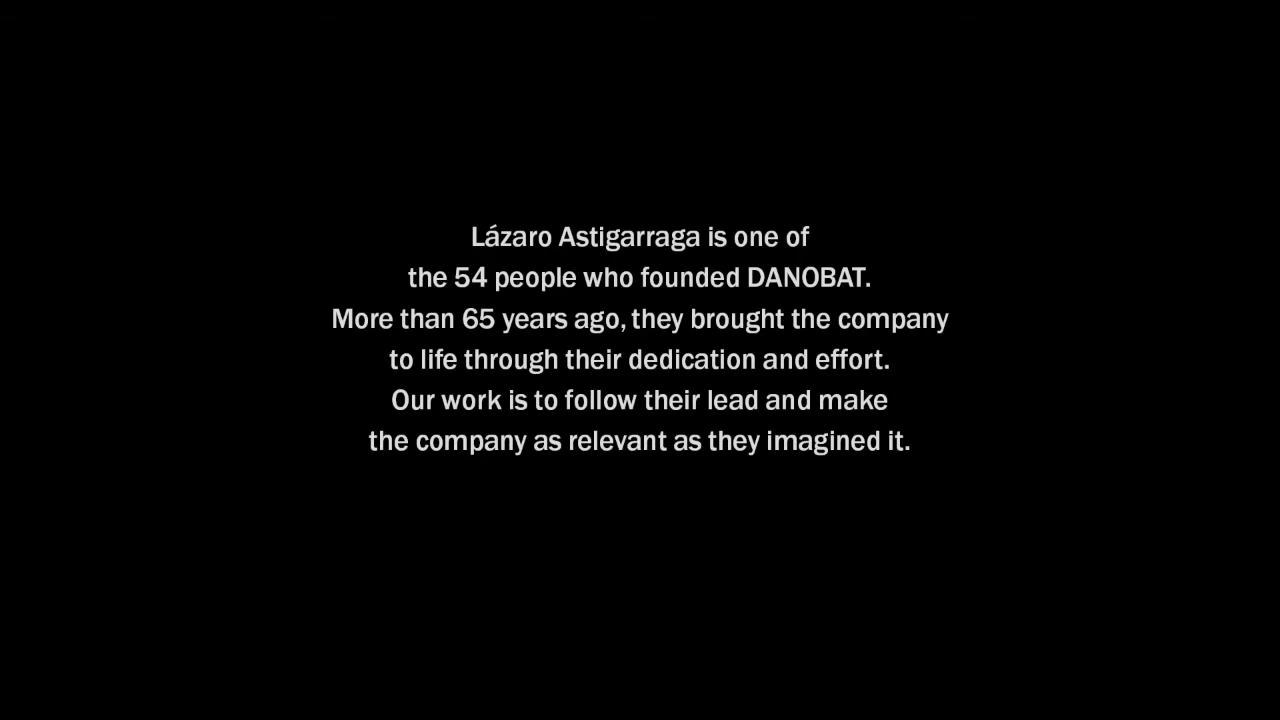 Lázaro Astigarraga is one of
the 54 people who founded DANOBAT.
More than 65 years ago, they brought the company
to life through their dedication and effort.
Our work is to follow their lead and make
the company as relevant as they imagined it.